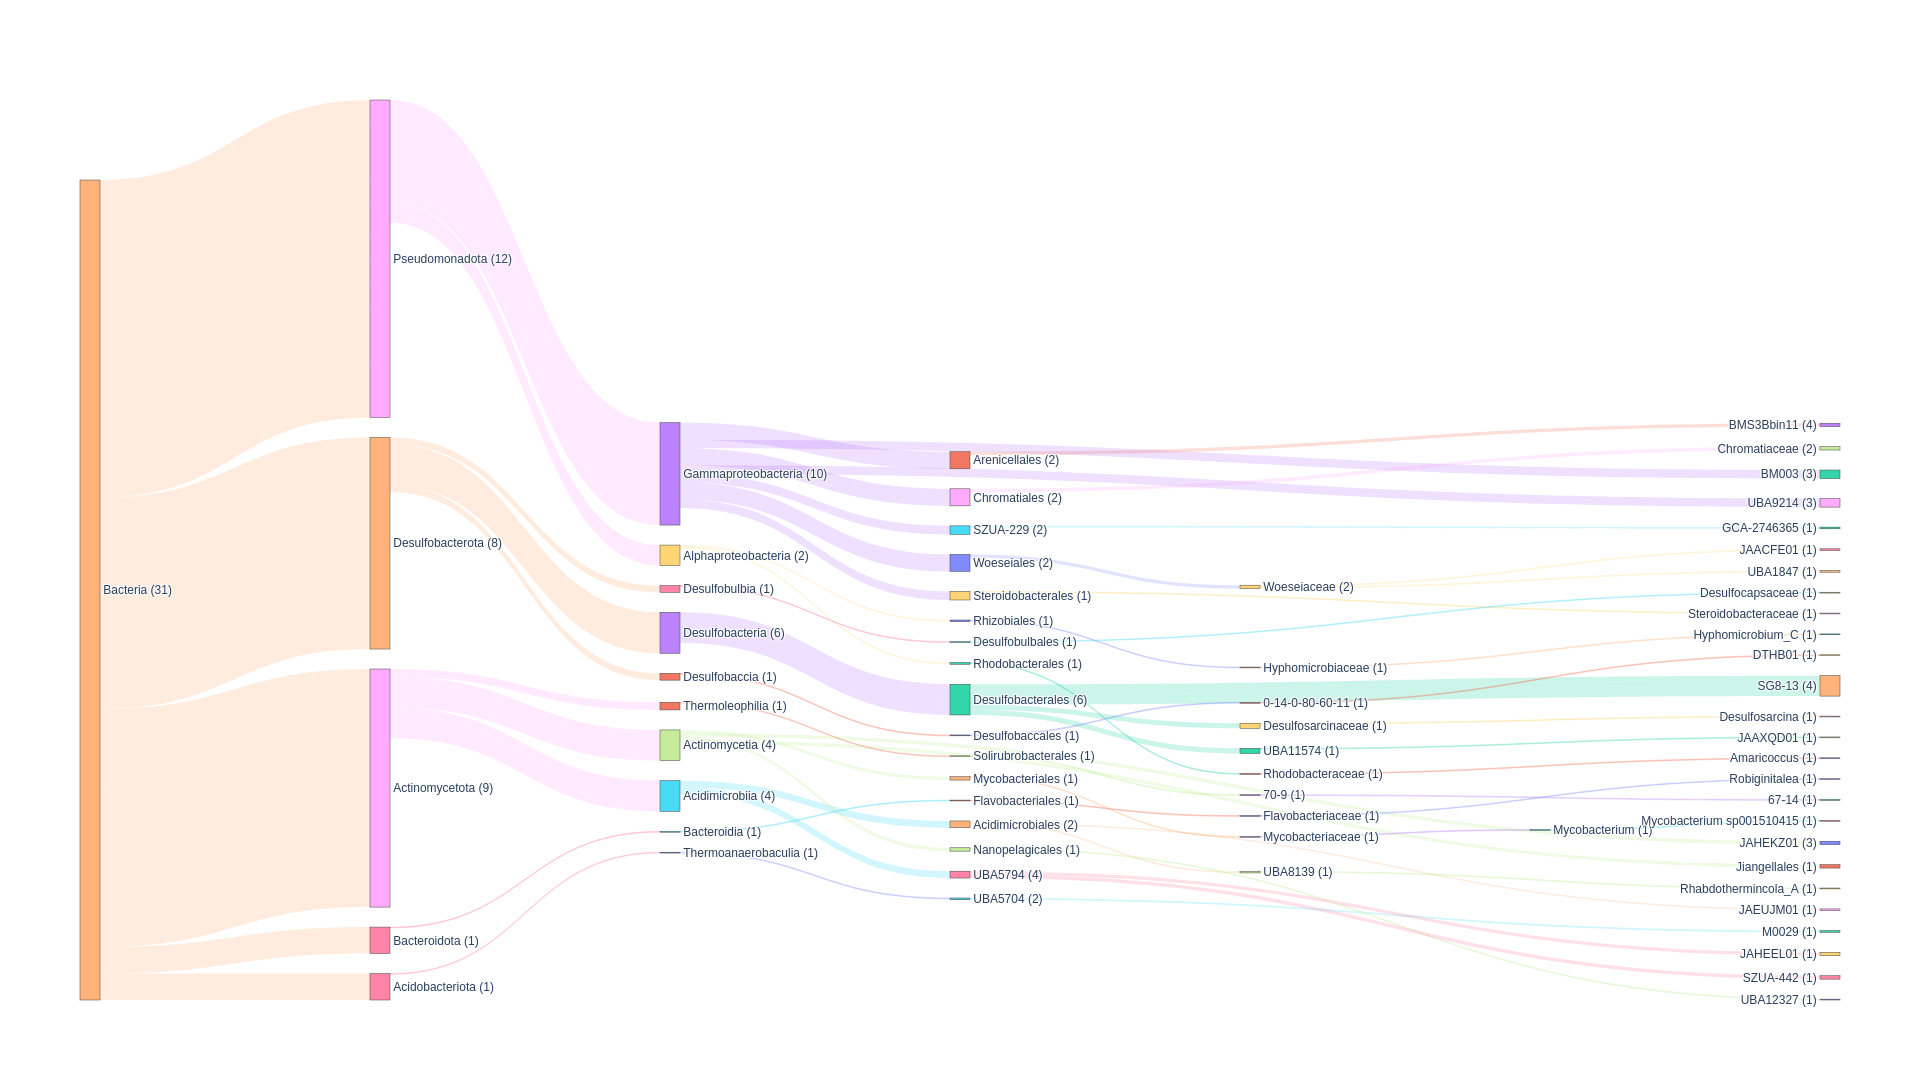 Bacteria (31)
Pseudomonadota (12)
Desulfobacterota (8)
Actinomycetota (9)
Bacteroidota (1)
Acidobacteriota (1)
Gammaproteobacteria (10)
Alphaproteobacteria (2)
Desulfobulbia (1)
Desulfobacteria (6)
Desulfobaccia (1)
Thermoleophilia (1)
Actinomycetia (4)
Acidimicrobiia (4)
Bacteroidia (1)
Thermoanaerobaculia (1)
Arenicellales (2)
Chromatiales (2)
SZUA-229 (2)
Woeseiales (2)
Steroidobacterales (1)
Rhizobiales (1)
Desulfobulbales (1)
Rhodobacterales (1)
Desulfobacterales (6)
Desulfobaccales (1)
Solirubrobacterales (1)
Mycobacteriales (1)
Flavobacteriales (1)
Acidimicrobiales (2)
Nanopelagicales (1)
UBA5794 (4)
UBA5704 (2)
Woeseiaceae (2)
Hyphomicrobiaceae (1)
0-14-0-80-60-11 (1)
Desulfosarcinaceae (1)
UBA11574 (1)
Rhodobacteraceae (1)
70-9 (1)
Flavobacteriaceae (1)
Mycobacteriaceae (1)
UBA8139 (1)
Mycobacterium (1)
BMS3Bbin11 (4)
Chromatiaceae (2)
BM003 (3)
UBA9214 (3)
GCA-2746365 (1)
JAACFE01 (1)
UBA1847 (1)
Desulfocapsaceae (1)
Steroidobacteraceae (1)
Hyphomicrobium_C (1)
DTHB01 (1)
SG8-13 (4)
Desulfosarcina (1)
JAAXQD01 (1)
Amaricoccus (1)
Robiginitalea (1)
67-14 (1)
Mycobacterium sp001510415 (1)
JAHEKZ01 (3)
Jiangellales (1)
Rhabdothermincola_A (1)
JAEUJM01 (1)
M0029 (1)
JAHEEL01 (1)
SZUA-442 (1)
UBA12327 (1)